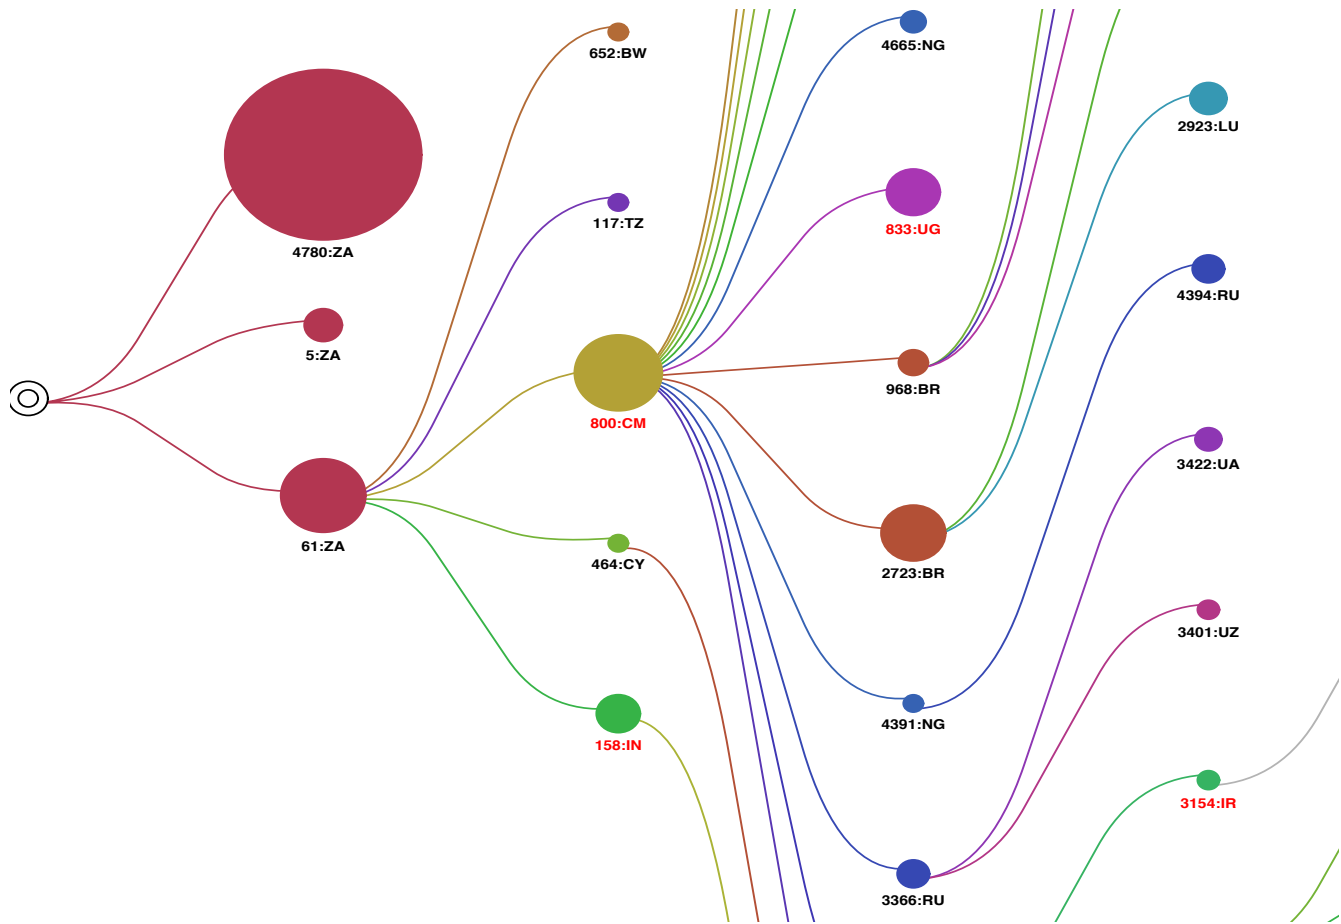 652:BW
4665:NG
2923:LU
4780:ZA
117:TZ
833:UG
4394:RU
5:ZA
800:CM
968:BR
3422:UA
61:ZA
464:CY
2723:BR
3401:UZ
158:IN
4391:NG
3154:IR
3366:RU